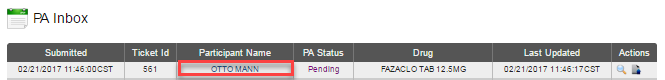 PA Inbox
Submitted Ticket Id Participant Name PA Status Drug Last Updated Actions
02/21/2017 11:46:00CST 561 OTTO MANN Pending FAZACLO TAB 12.5MG 02/21/2017 11:46:17CST